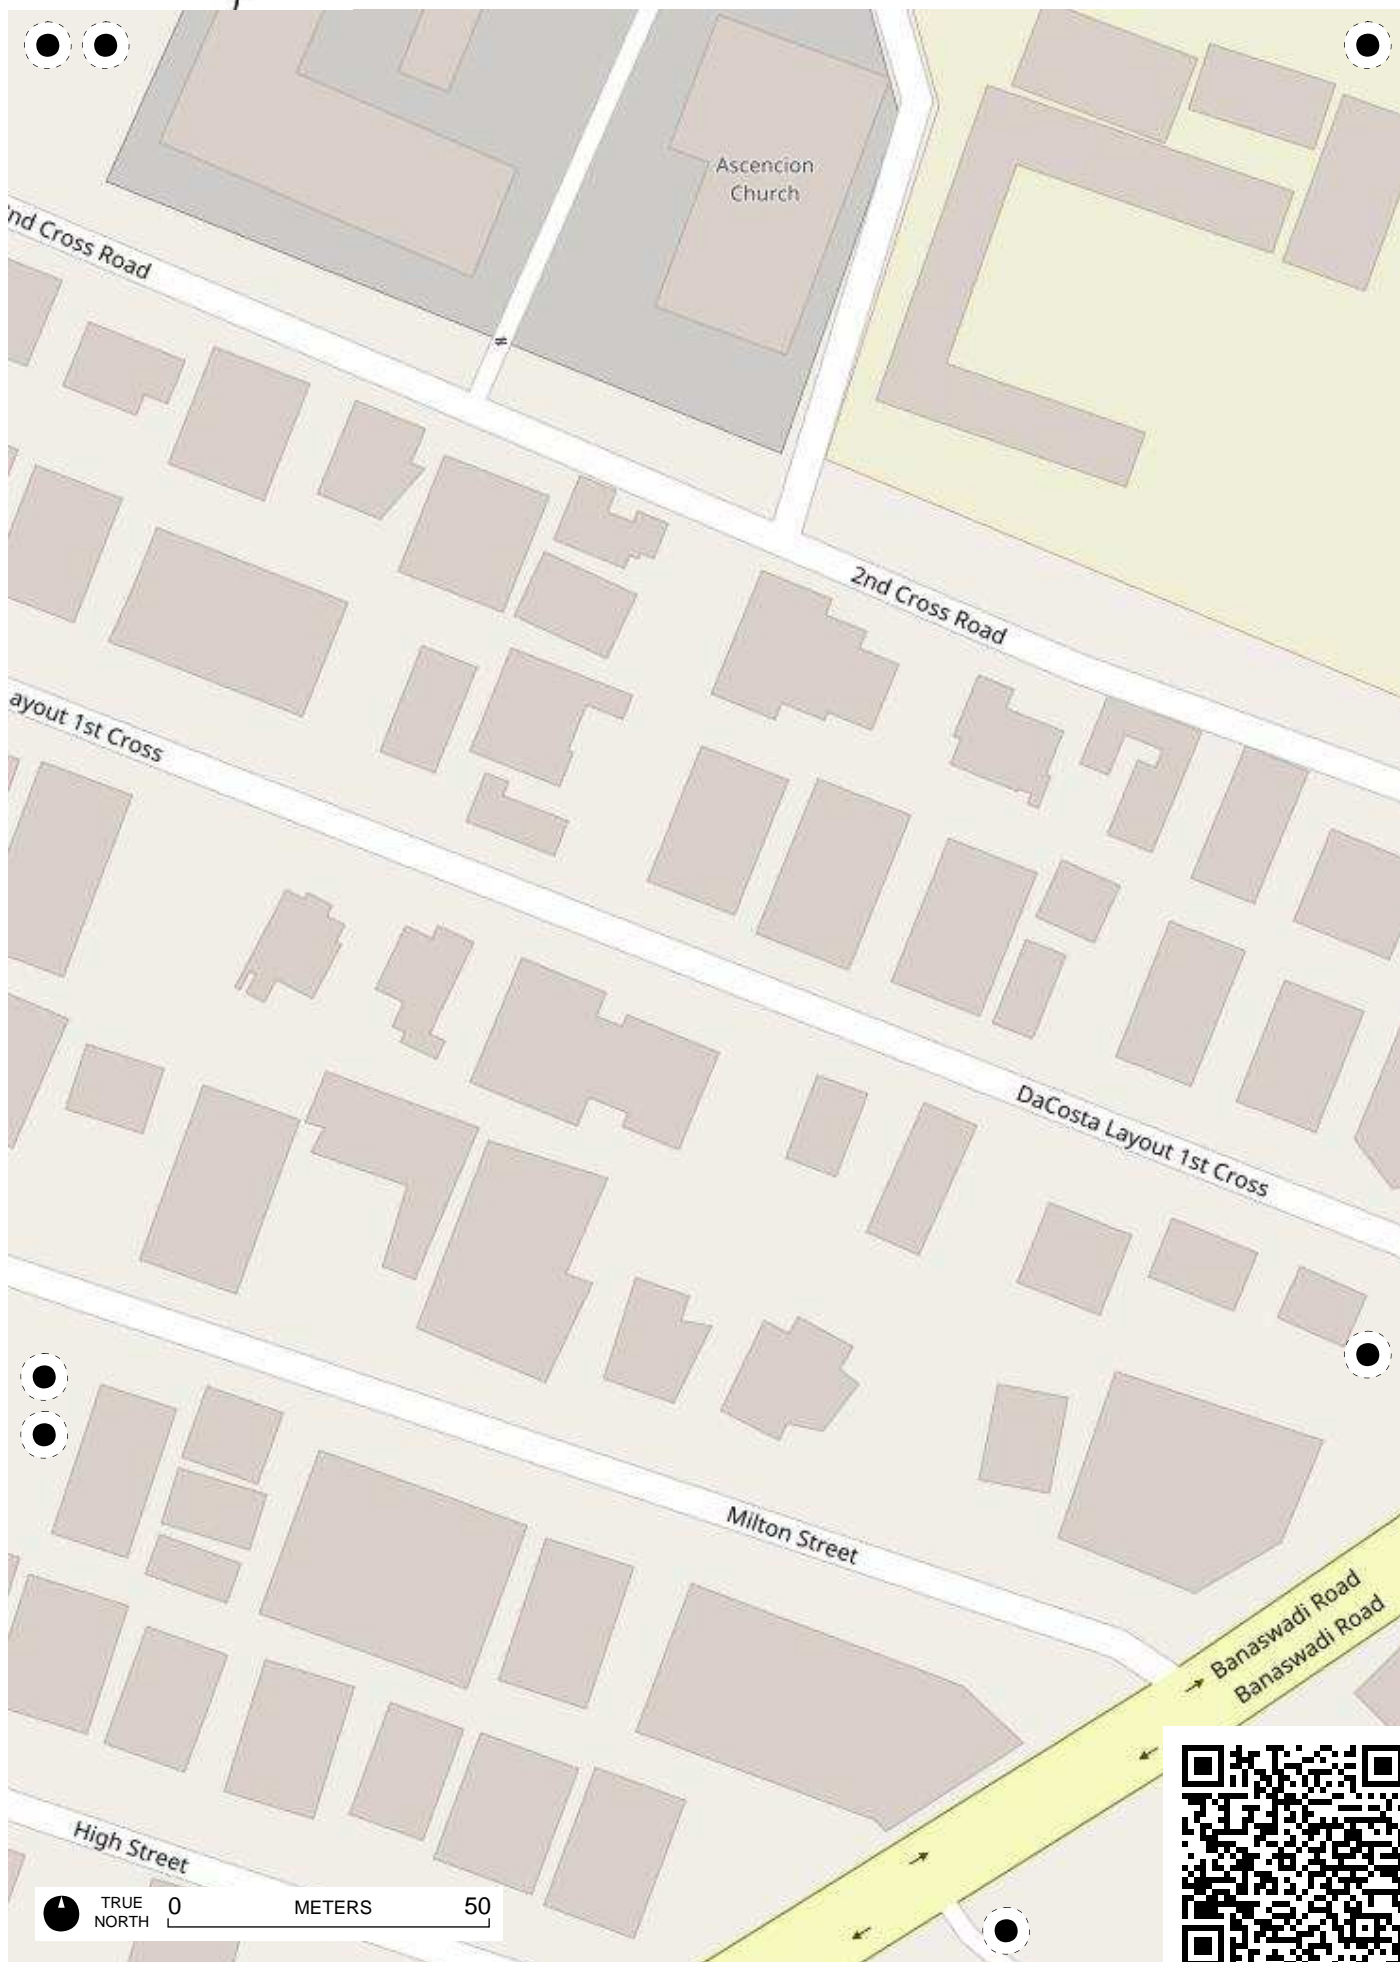 Ascencion
Church
2nd Cross Road
2nd Cross Road
ayout 1st Cross
DaCosta Layout 1st Cross
Milton Street
Banaswadi Road
Banaswadi Road
High Street
TRUE
NORTH
0 METERS 50